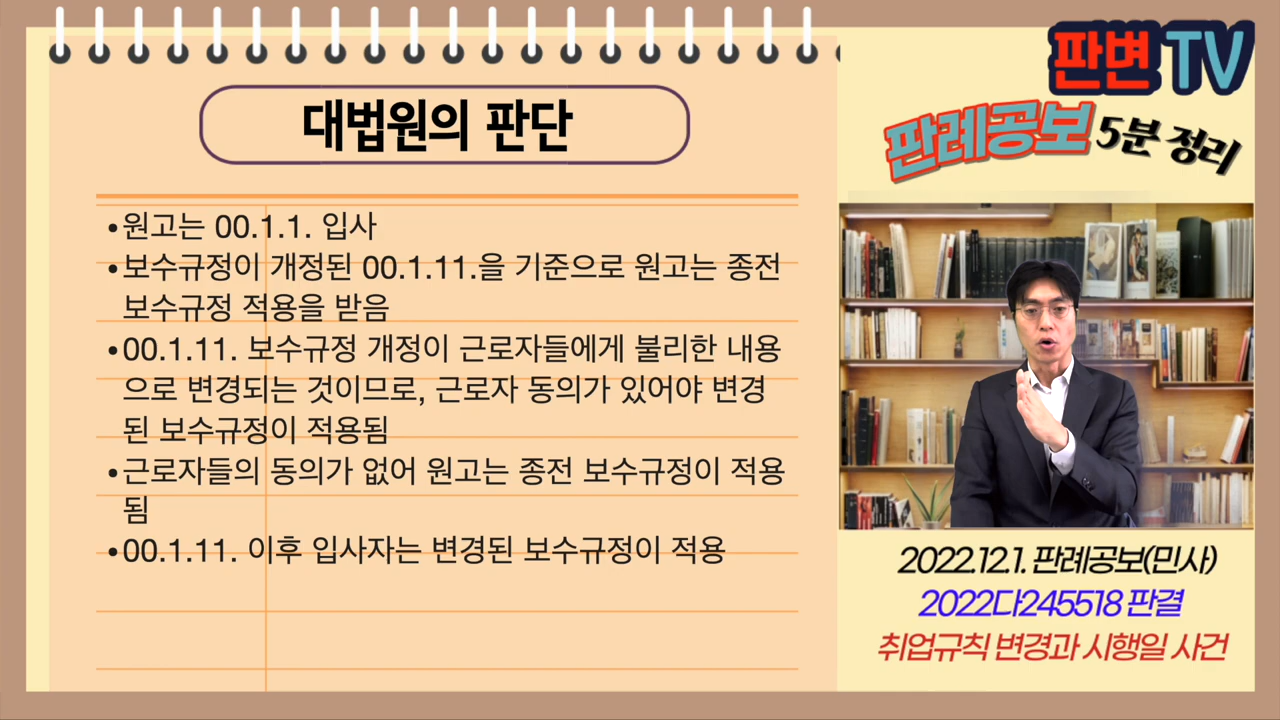 판변 TV
판례공보 5분 정리
대법원의 판단
•원고는 00.1.1. 입사
•보수규정이 개정된 00.1.11.을 기준으로 원고는 종전
보수규정 적용을 받음
•00.1.11. 보수규정 개정이 근로자들에게 불리한 내용
으로 변경되는 것이므로, 근로자 동의가 있어야 변경
된 보수규정이 적용됨
•근로자들의 동의가 없어 원고는 종전 보수규정이 적용
됨
•00.1.11. 이후 입사자는 변경된 보수규정이 적용
2022.12.1. 판례공보(민사)
2022다245518 판결
취업규칙 변경과 시행일 사건